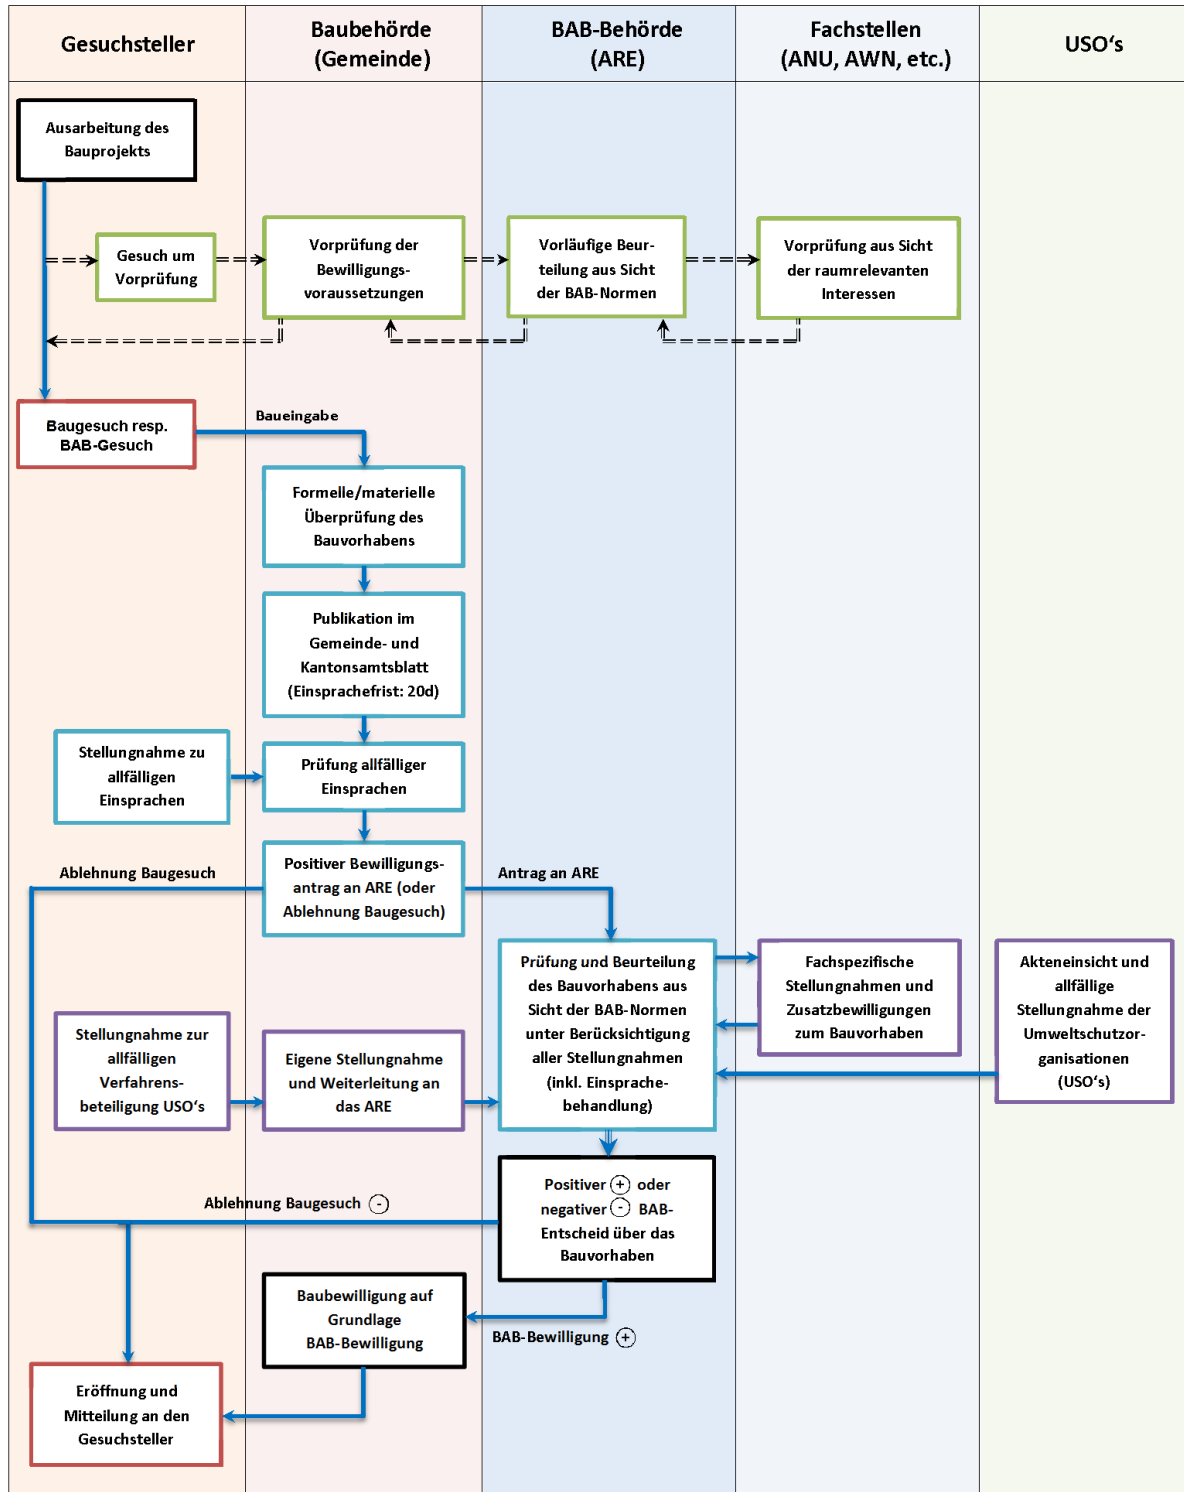 Gesuchsteller
Baubehörde
(Gemeinde)
BAB-Behörde
(ARE)
Fachstellen
(ANU, AWN, etc.)
USO‘s
Ausarbeitung des
Bauprojekts
Gesuch um
Vorprüfung
Vorprüfung der
Bewilligungs-
voraussetzungen
Vorläufige Beur-
teilung aus Sicht
der BAB-Normen
Vorprüfung aus Sicht
der raumrelevanten
Interessen
Baugesuch resp.
BAB-Gesuch
Baueingabe
Formelle/materielle
Überprüfung des
Bauvorhabens
Publikation im
Gemeinde- und
Kantonsamtsblatt
(Einsprachefrist: 20d)
Stellungnahme zu
allfälligen
Einsprachen
Prüfung allfälliger
Einsprachen
Ablehnung Baugesuch
Positiver Bewilligungs-
antrag an ARE (oder
Ablehnung Baugesuch)
Antrag an ARE
Prüfung und Beurteilung
des Bauvorhabens aus
Sicht der BAB-Normen
unter Berücksichtigung
aller Stellungnahmen
(inkl. Einsprache-
behandlung)
Fachspezifische
Stellungnahmen und
Zusatzbewilligungen
zum Bauvorhaben
Akteneinsicht und
allfällige
Stellungnahme der
Umweltschutzor-
ganisationen
(USO‘s)
Stellungnahme zur
allfälligen
Verfahrens-
beteiligung USO‘s
Eigene Stellungnahme
und Weiterleitung an
das ARE
Ablehnung Baugesuch -
Positiver + oder
negativer - BAB-
Entscheid über das
Bauvorhaben
Baubewilligung auf
Grundlage
BAB-Bewilligung
BAB-Bewilligung +
Eröffnung und
Mitteilung an den
Gesuchsteller